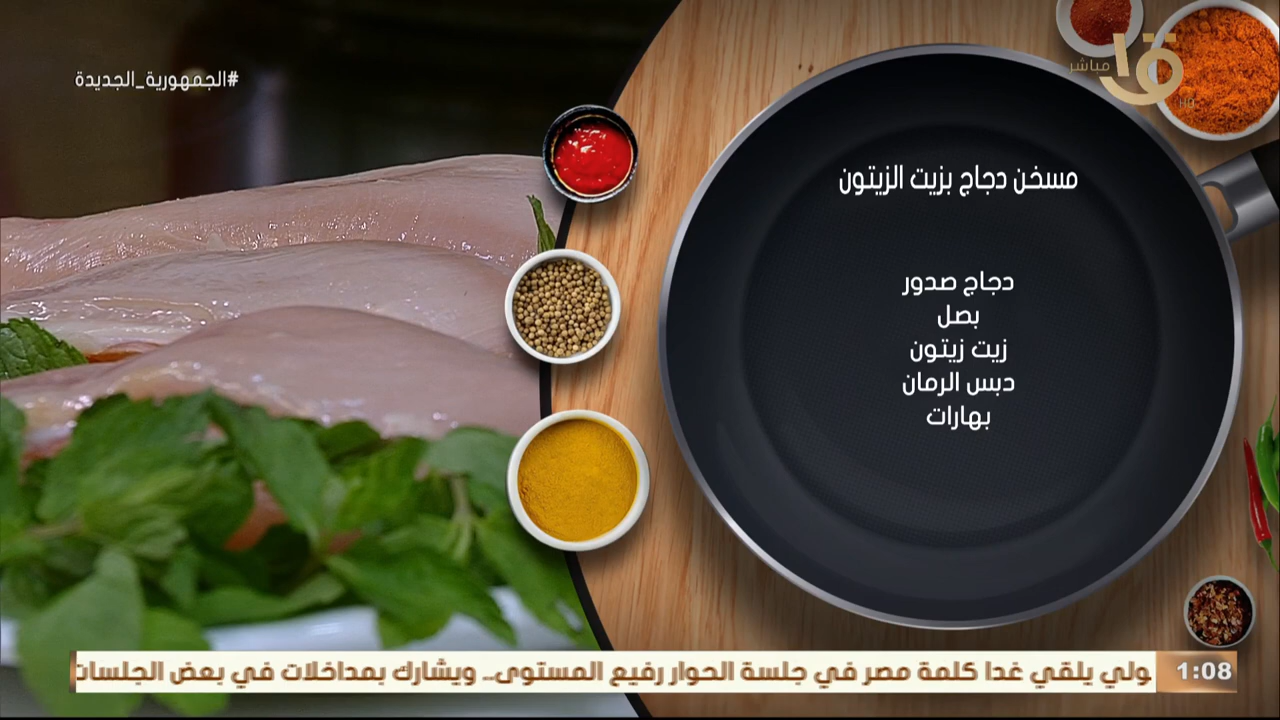 #الجمهورية_الجديدة
مباشر
HD
مسخن دجاج بزيت الزيتون
دجاج صدور
بصل
زيت زيتون
دبس الرمان
بهارات
يلقي غدا كلمة مصر في جلسة الحوار رفيع المستوى.. ويشارك بمداخلات في بعض الجلسات
1:08